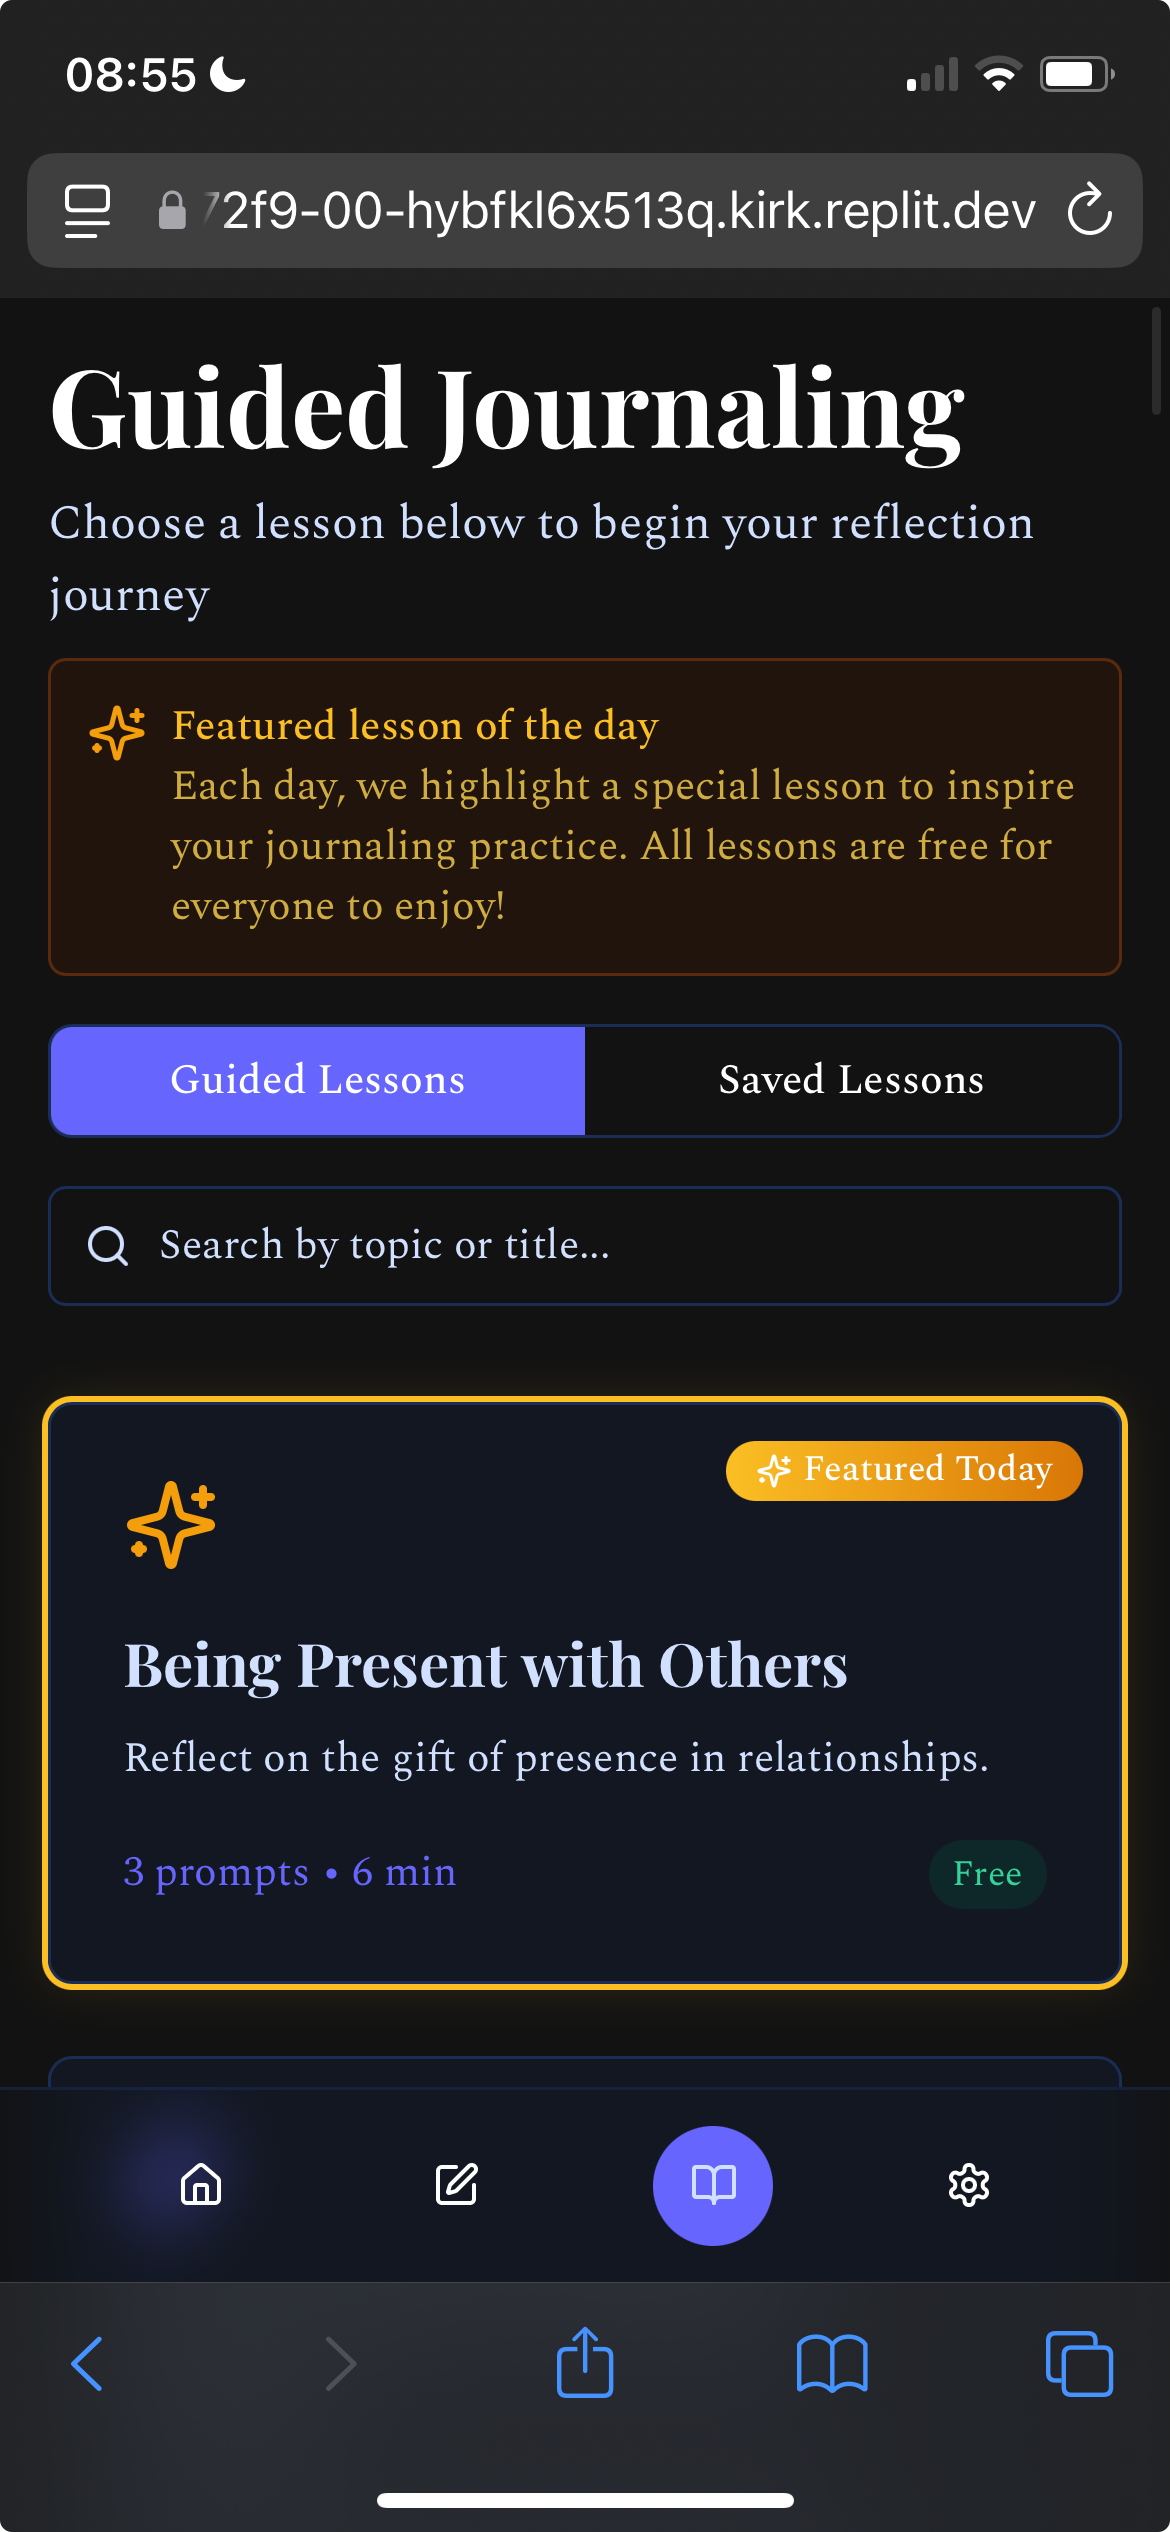 08:55
72f9-00-hybfkl6x513q.kirk.replit.dev
Guided Journaling
Choose a lesson below to begin your reflection
journey
Featured lesson of the day
Each day, we highlight a special lesson to inspire
your journaling practice. All lessons are free for
everyone to enjoy!
Guided Lessons
Saved Lessons
Search by topic or title...
Featured Today
Being Present with Others
Reflect on the gift of presence in relationships.
3 prompts • 6 min
Free